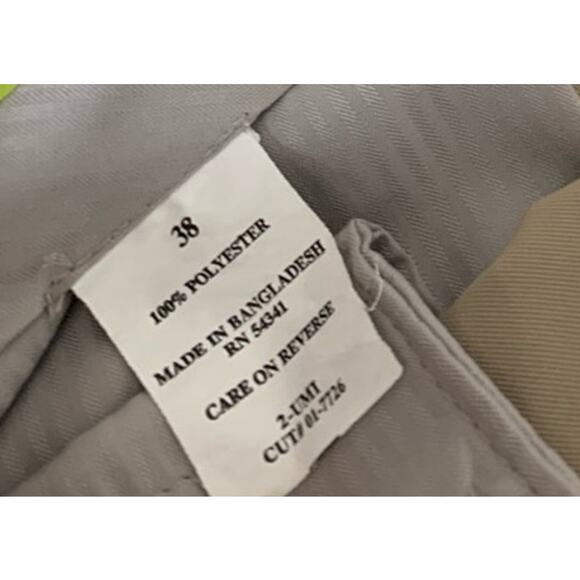 38
100% POLYESTER
MADE IN BANGLADESH
RN 54341
CARE ON REVERSE
2-UMI
CUT# 01-7726